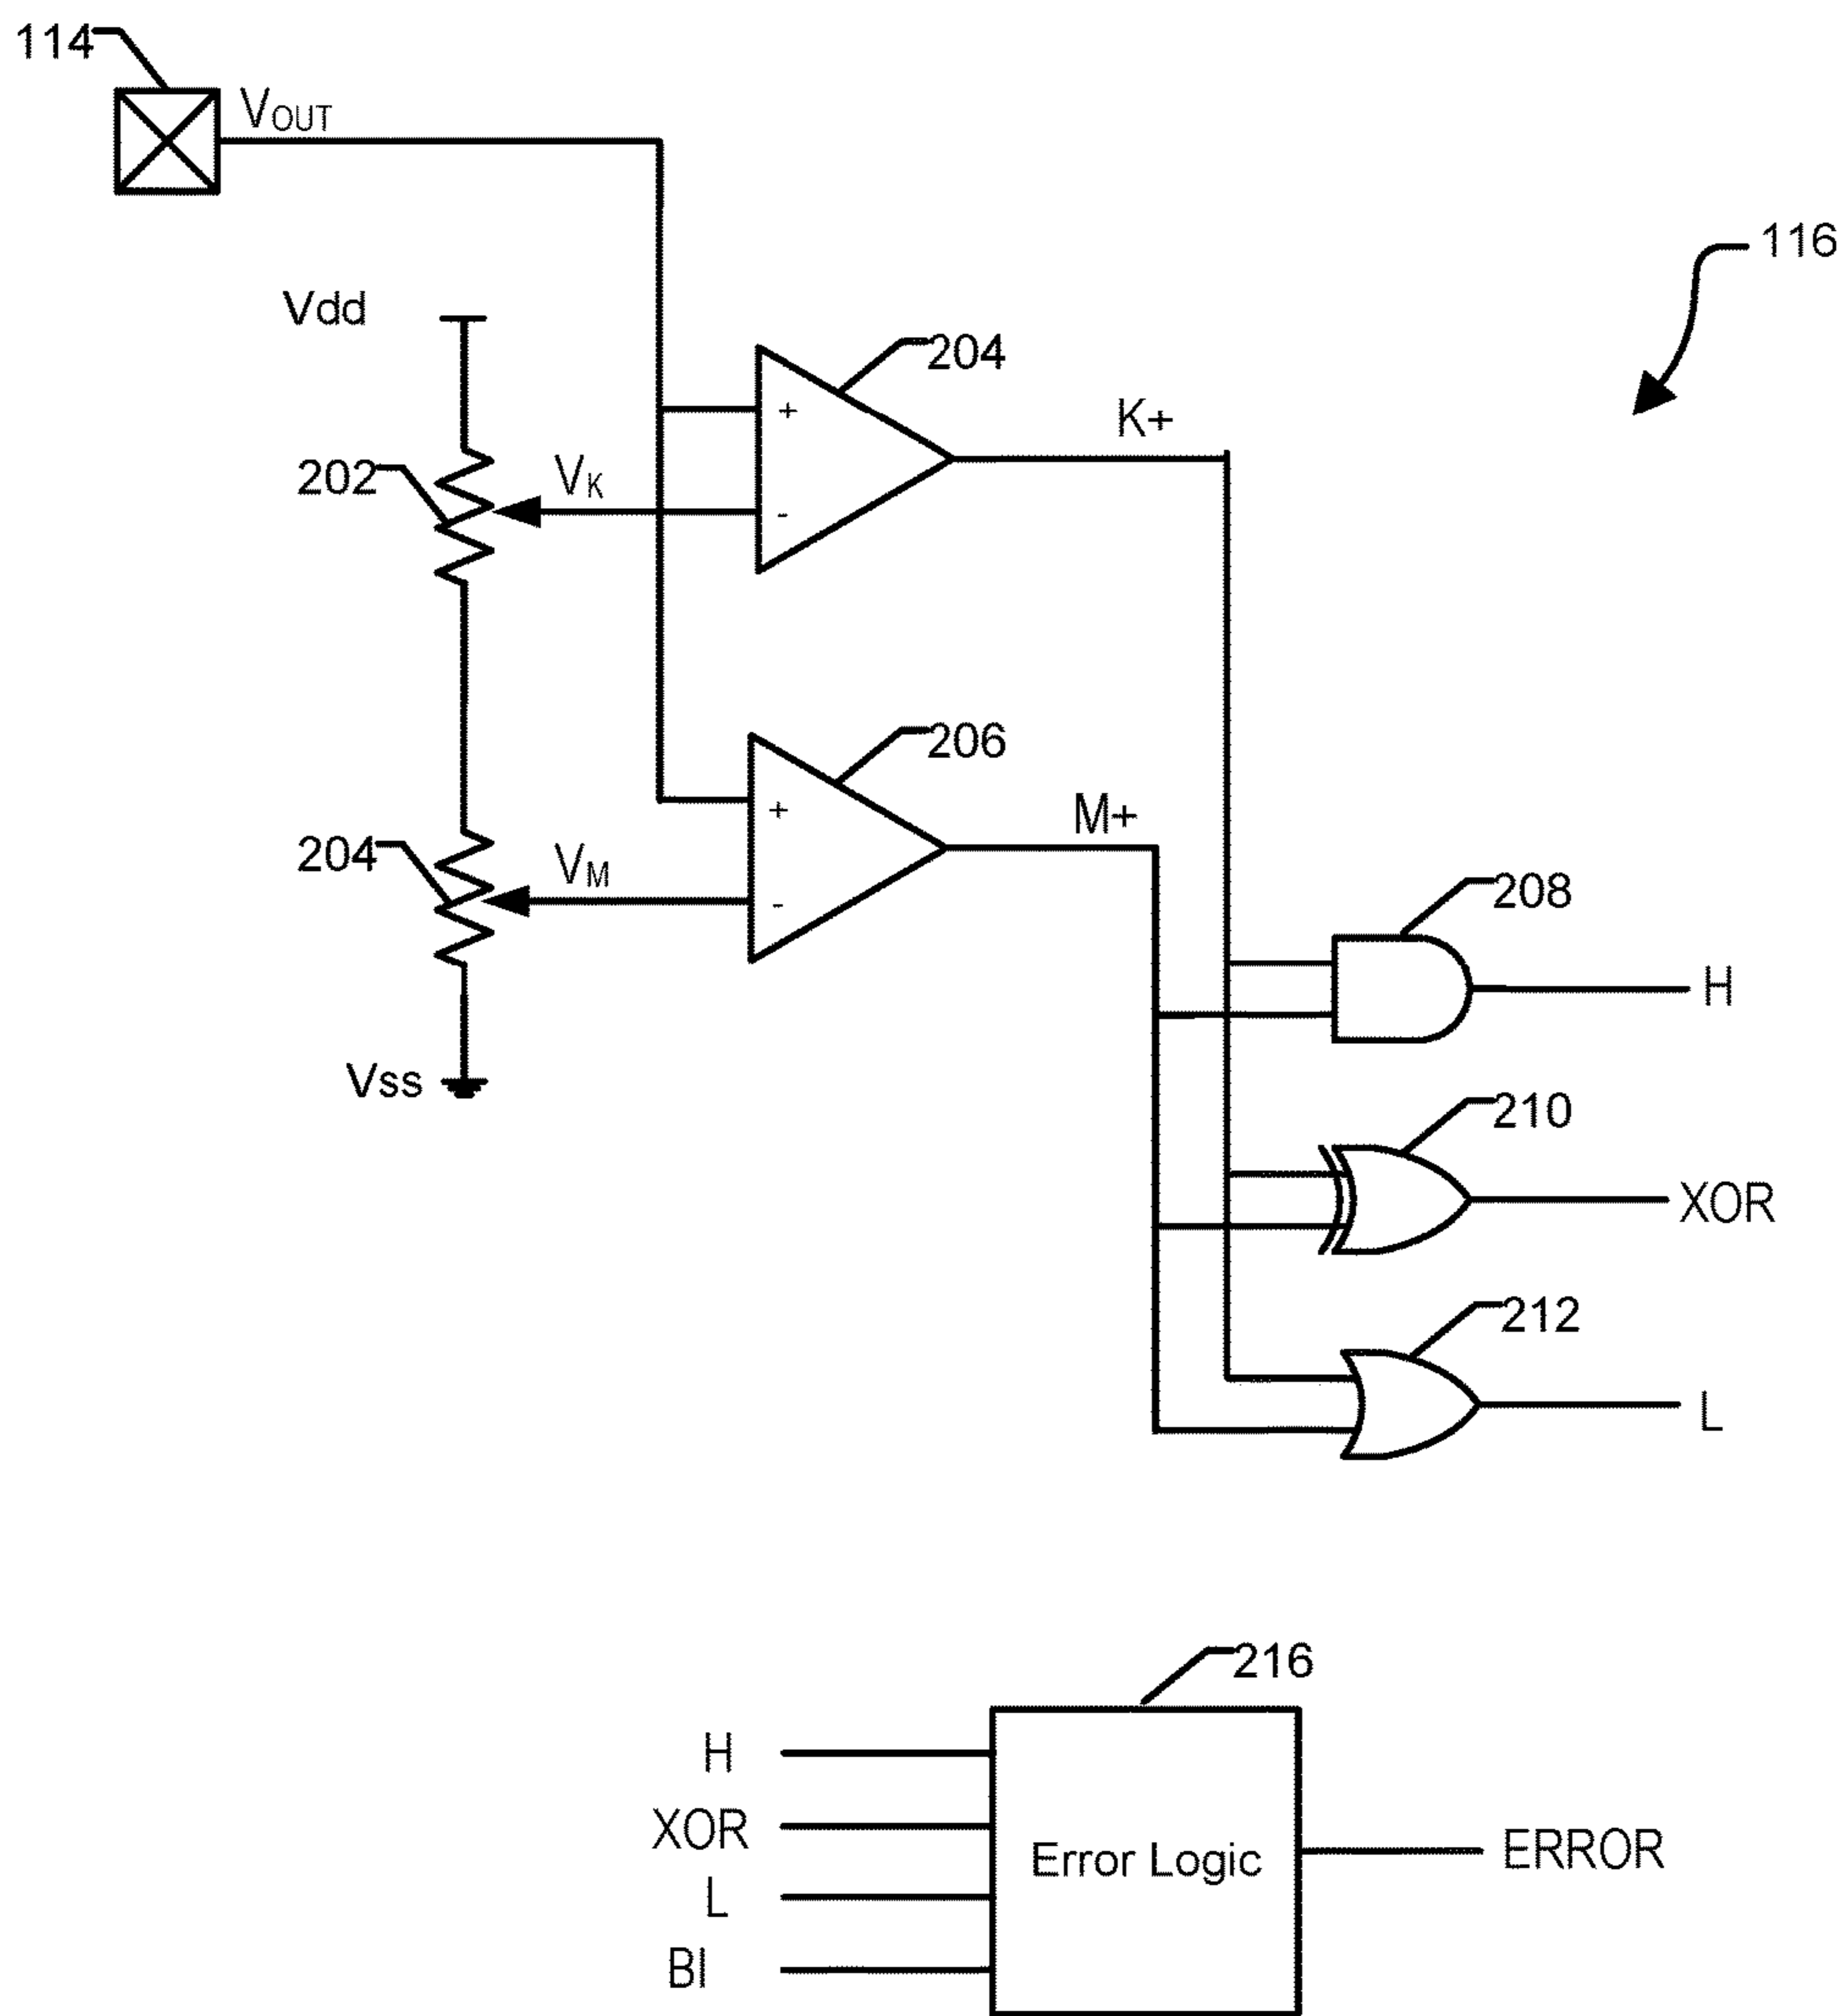 114
VOUT
116
Vdd
204
K+
202
VK
+
-
206
M+
204
VM
+
-
208
H
Vss
210
XOR
212
L
216
H
XOR
L
BI
Error Logic
ERROR